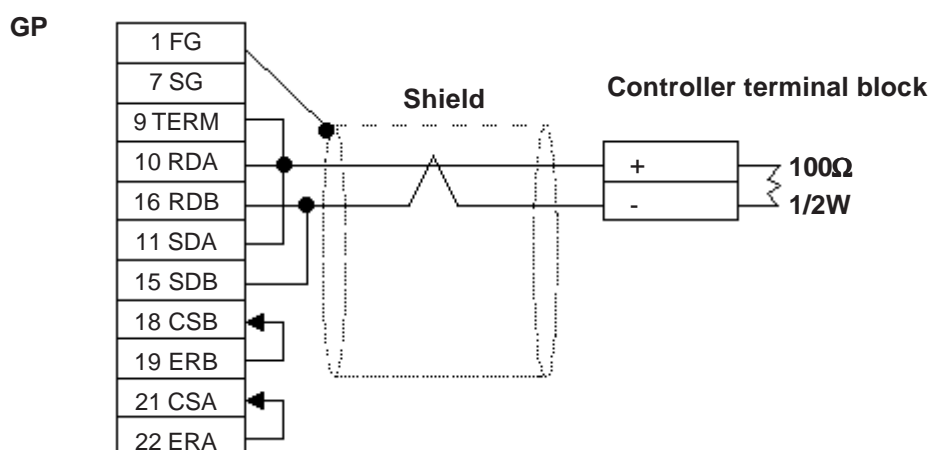 GP
1 FG
7 SG
9 TERM
10 RDA
16 RDB
11 SDA
15 SDB
18 CSB
19 ERB
21 CSA
22 ERA
Shield
Controller terminal block
+
-
100Ω
1/2W